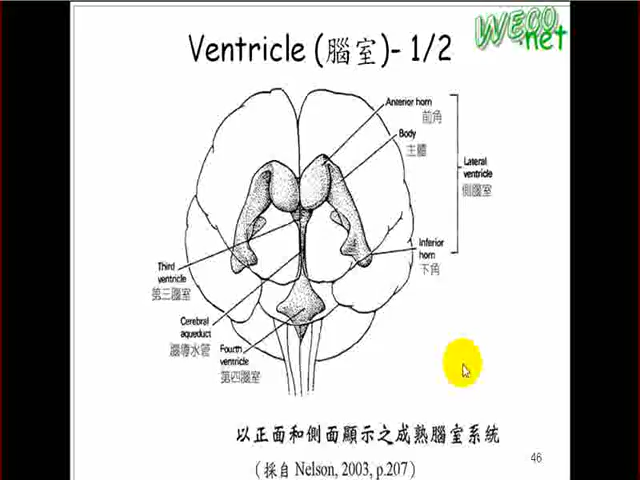 Ventricle (腦室)- 1/2
WECO
.net
Anterior horn
前角
Body
主體
Lateral
ventricle
側腦室
Inferior
horn
下角
Third
ventricle
第三腦室
Cerebral
aqueduct
腦導水管
Fourth
ventricle
第四腦室
以正面和側面顯示之成熟腦室系統
(採自 Nelson, 2003, p.207)
46